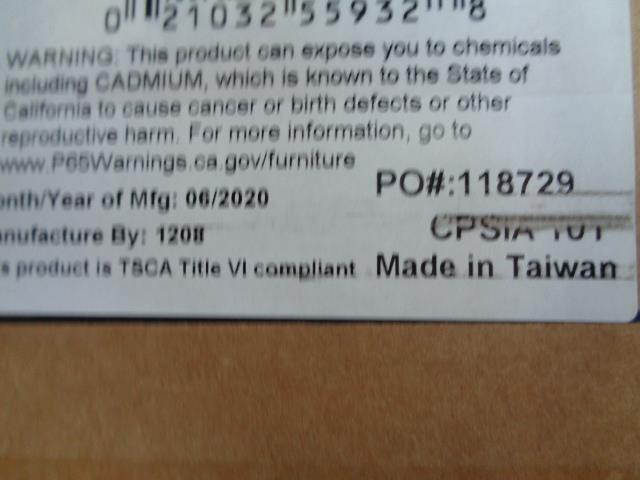 0 21032 55932 8
WARNING: This product can expose you to chemicals
including CADMIUM, which is known to the State of
California to cause cancer or birth defects or other
reproductive harm. For more information, go to
www.P65Warnings.ca.gov/furniture
onth/Year of Mfg: 06/2020
PO#:118729
anufacture By: 1208
CPSIA 101
s product is TSCA Title VI compliant
Made in Taiwan